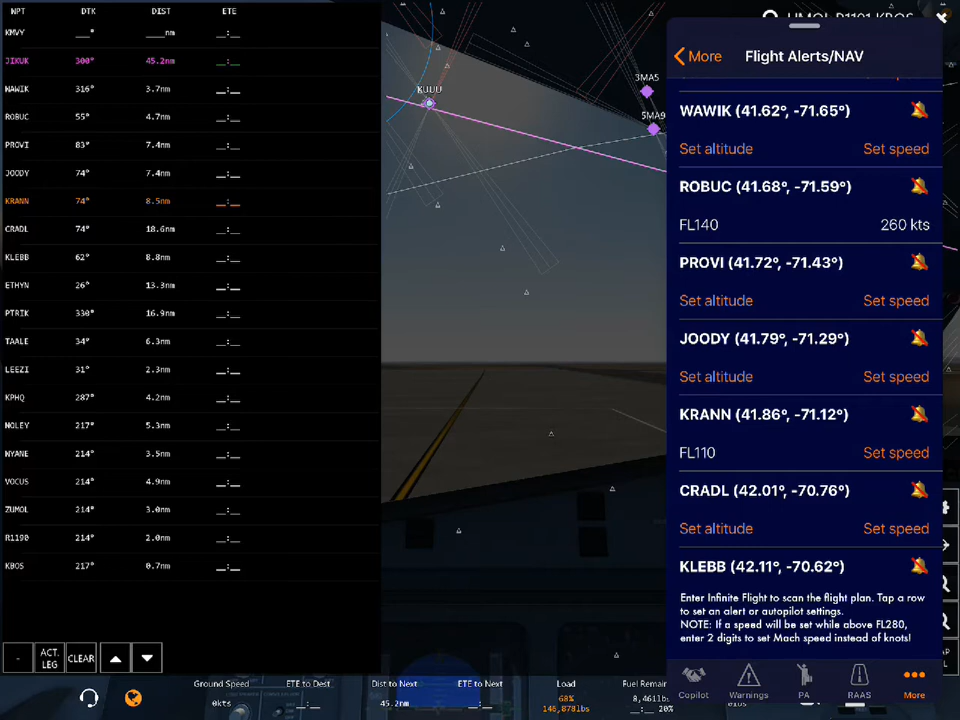 NPT DTK DIST ETE
KMVY ___° ____nm __:__
JIKUK 300° 45.2nm __:__
WAWIK 316° 3.7nm __:__
ROBUC 55° 4.7nm __:__
PROVI 83° 7.4nm __:__
JOODY 74° 7.4nm __:__
KRANN 74° 8.5nm __:__
CRADL 74° 18.6nm __:__
KLEBB 62° 8.8nm __:__
ETHYN 26° 13.3nm __:__
PTRIK 330° 16.9nm __:__
TAALE 34° 6.3nm __:__
LEEZI 31° 2.3nm __:__
KPHQ 287° 4.2nm __:__
NOLEY 217° 5.3nm __:__
NYANE 214° 3.5nm __:__
VOCUS 214° 4.9nm __:__
ZUMOL 214° 3.0nm __:__
R1190 214° 2.0nm __:__
KBOS 217° 0.7nm __:__
-
ACT.
LEG
CLEAR
KUUU
3MA5
5MA9
More
Flight Alerts/NAV
WAWIK (41.62°, -71.65°)
Set altitude Set speed
ROBUC (41.68°, -71.59°)
FL140 260 kts
PROVI (41.72°, -71.43°)
Set altitude Set speed
JOODY (41.79°, -71.29°)
Set altitude Set speed
KRANN (41.86°, -71.12°)
FL110 Set speed
CRADL (42.01°, -70.76°)
Set altitude Set speed
KLEBB (42.11°, -70.62°)
Enter Infinite Flight to scan the flight plan. Tap a row
to set an alert or autopilot settings.
NOTE: If a speed will be set while above FL280,
enter 2 digits to set Mach speed instead of knots!
Copilot Warnings PA RAAS More
Ground Speed ETE to Dest Dist to Next ETE to Next Load Fuel Remain
0kts __:__ 45.2nm __:__
68%
146,878lbs
8,461lbs
20%